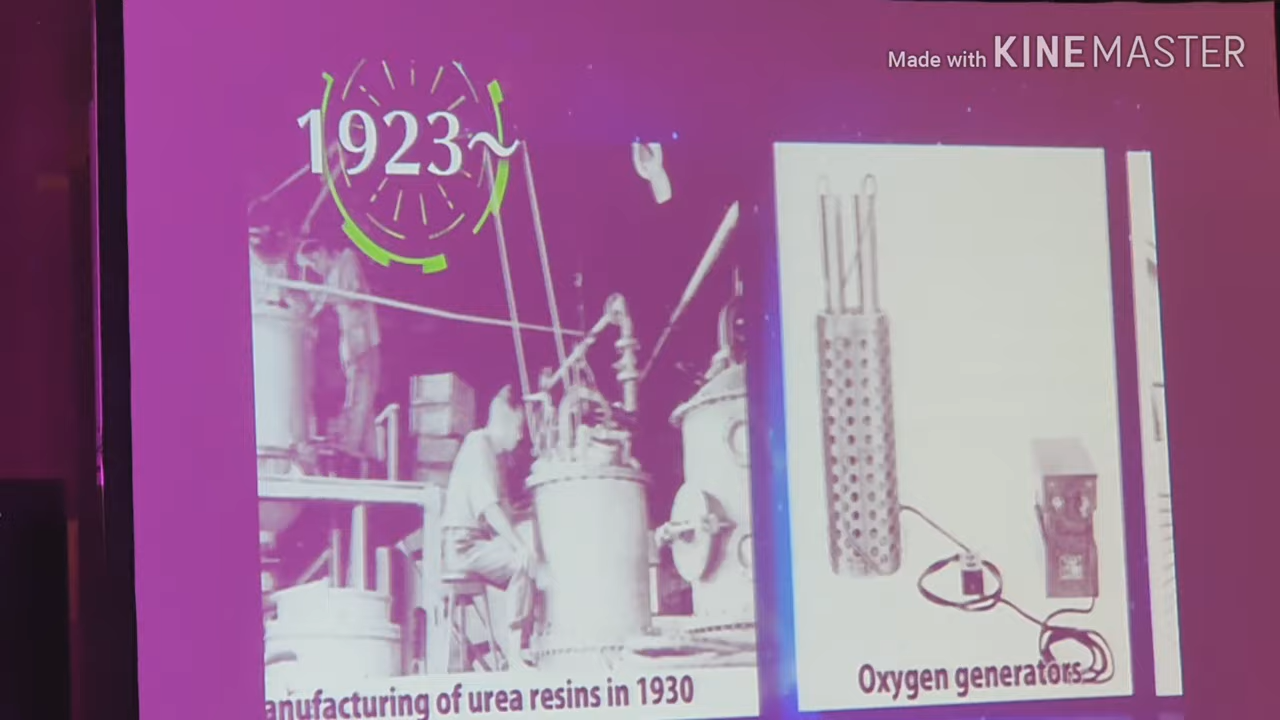 Made with KINEMASTER
1923~
anufacturing of urea resins in 1930
Oxygen generators